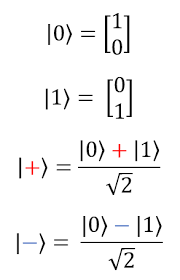 |0⟩ = [1 0]
|1⟩ = [0 1]
|+⟩ = |0⟩ + |1⟩ / √2
|−⟩ = |0⟩ − |1⟩ / √2